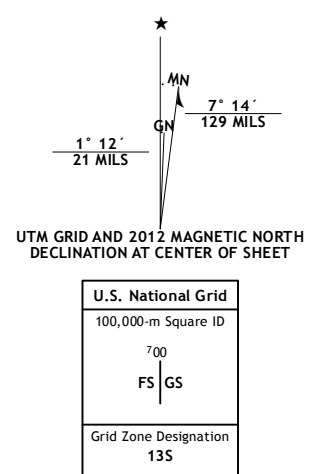 ★
MN
GN
7° 14´
129 MILS
1° 12´
21 MILS
UTM GRID AND 2012 MAGNETIC NORTH
DECLINATION AT CENTER OF SHEET
U.S. National Grid
100,000-m Square ID
⁷00
FS GS
Grid Zone Designation
13S